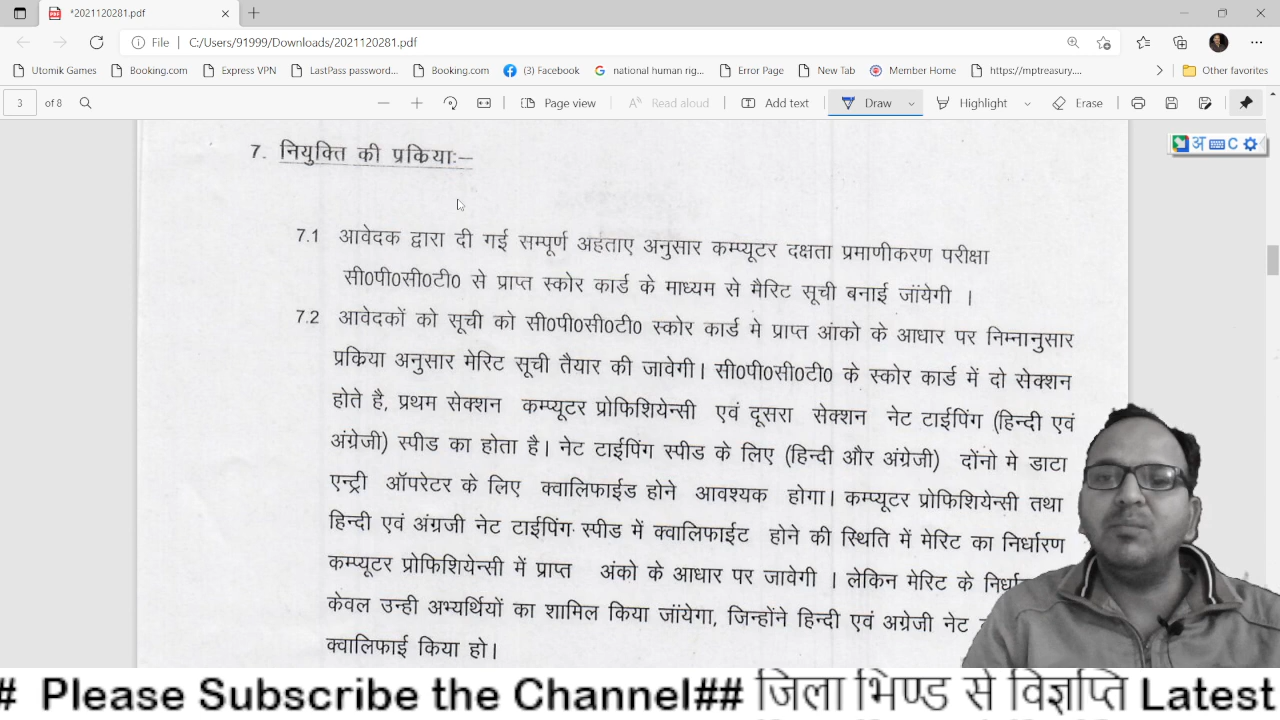 *2021120281.pdf
File C:/Users/91999/Downloads/2021120281.pdf
Utomik Games Booking.com Express VPN LastPass password... Booking.com (3) Facebook national human rig... Error Page New Tab Member Home https://mptreasury.... Other favorites
3 of 8 Page view Read aloud Add text Draw Highlight Erase
7. नियुक्ति की प्रकिया:—
7.1 आवेदक द्वारा दी गई सम्पूर्ण अहताए अनुसार कम्प्यूटर दक्षता प्रमाणीकरण परीक्षा
सी0पी0सी0टी0 से प्राप्त स्कोर कार्ड के माध्यम से मैरिट सूची बनाई जॉयेगी ।
7.2 आवेदकों को सूची को सी0पी0सी0टी0 स्कोर कार्ड मे प्राप्त आंको के आधार पर निम्नानुसार
प्रकिया अनुसार मेरिट सूची तैयार की जावेगी। सी0पी0सी0टी0 के स्कोर कार्ड में दो सेक्शन
होते है, प्रथम सेक्शन कम्प्यूटर प्रोफिशियेन्सी एवं दूसरा सेक्शन नेट टाईपिंग (हिन्दी एवं
अंग्रेजी) स्पीड का होता है। नेट टाईपिंग स्पीड के लिए (हिन्दी और अंग्रेजी) दोंनो मे डाटा
एन्ट्री ऑपरेटर के लिए क्वालिफाईड होने आवश्यक होगा। कम्प्यूटर प्रोफिशियेन्सी तथा
हिन्दी एवं अंग्रजी नेट टाईपिंग स्पीड में क्वालिफाईट होने की स्थिति में मेरिट का निर्धारण
कम्प्यूटर प्रोफिशियेन्सी में प्राप्त अंको के आधार पर जावेगी । लेकिन मेरिट के
केवल उन्ही अभ्यर्थियों का शामिल किया जॉयेगा, जिन्होंने हिन्दी एवं अग्रेजी नेट
क्वालिफाई किया हो।
# Please Subscribe the Channel## जिला भिण्ड से विज्ञप्ति Latest